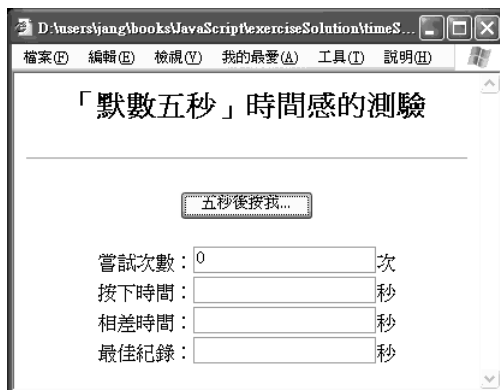 D:\users\jang\books\JavaScript\exerciseSolution\timeS...
檔案(F) 編輯(E) 檢視(V) 我的最愛(A) 工具(T) 說明(H)
「默數五秒」時間感的測驗
五秒後按我...
嘗試次數：0次
按下時間：秒
相差時間：秒
最佳紀錄：秒